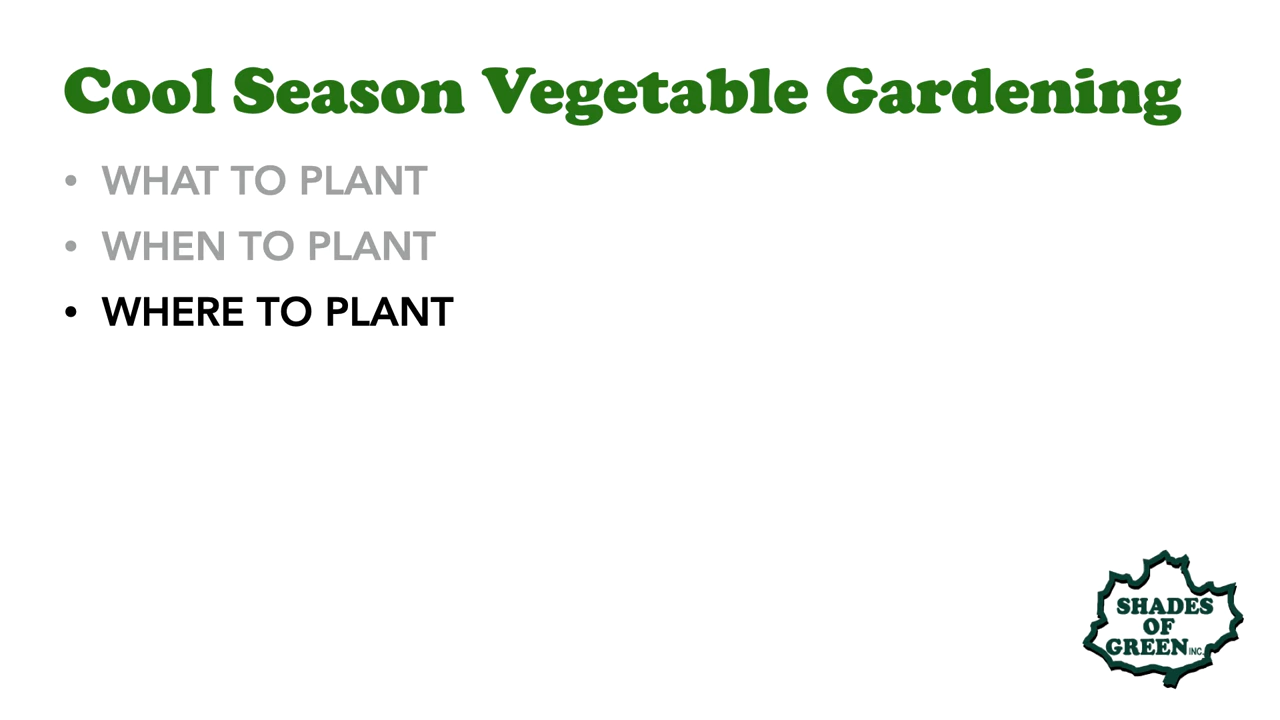 Cool Season Vegetable Gardening
• WHAT TO PLANT
• WHEN TO PLANT
• WHERE TO PLANT
SHADES
OF
GREEN INC.